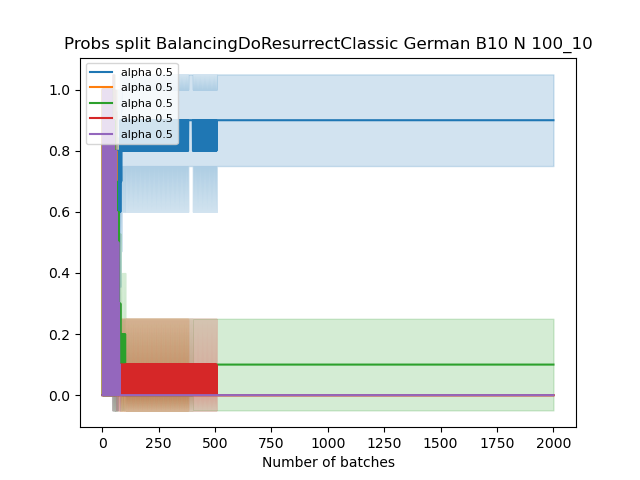 Probs split BalancingDoResurrectClassic German B10 N 100_10
alpha 0.5
alpha 0.5
alpha 0.5
alpha 0.5
alpha 0.5
1.0
0.8
0.6
0.4
0.2
0.0
0 250 500 750 1000 1250 1500 1750 2000
Number of batches